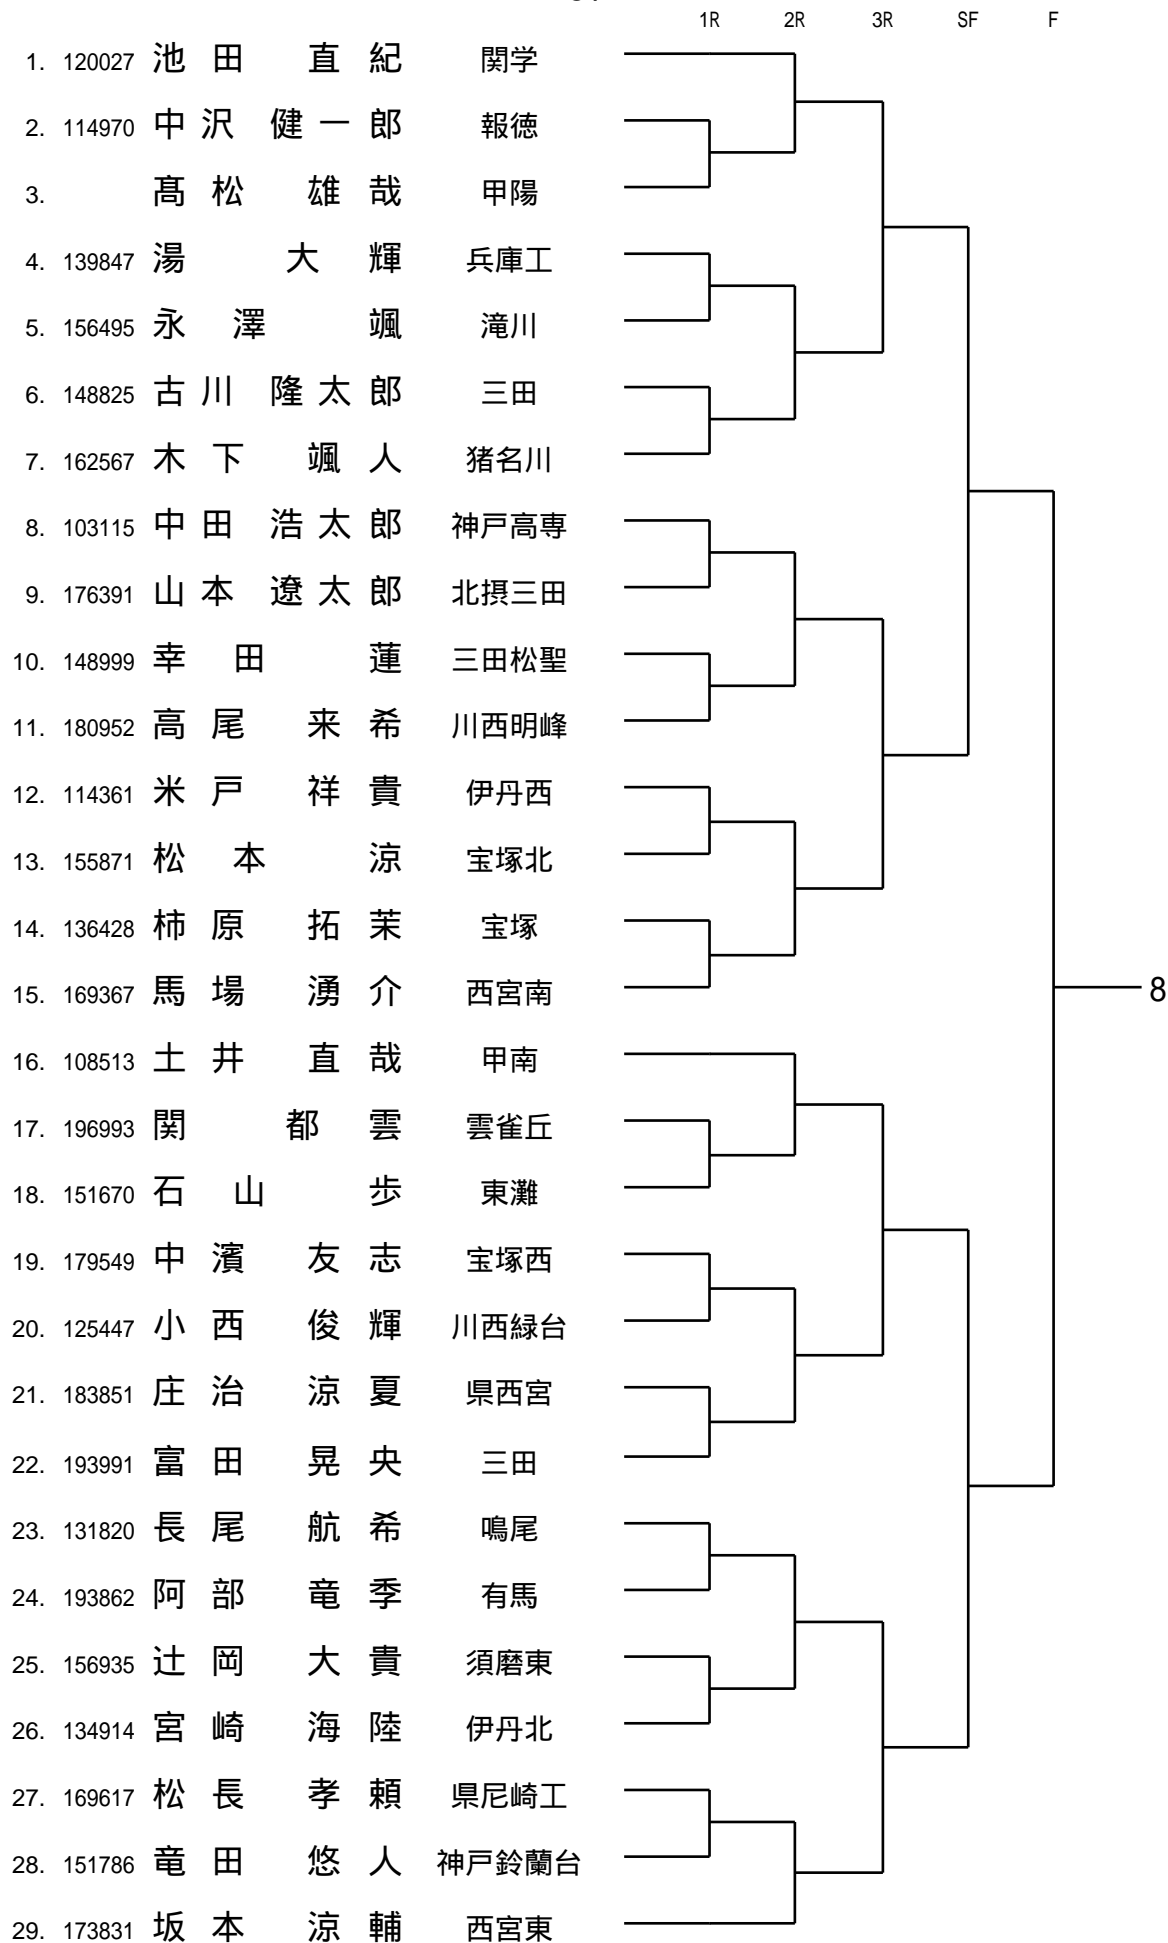 1R 2R 3R SF F
1. 120027 池田 直紀 関学
2. 114970 中沢 健一郎 報徳
3. 髙松 雄哉 甲陽
4. 139847 湯 大輝 兵庫工
5. 156495 永澤 颯 滝川
6. 148825 古川 隆太郎 三田
7. 162567 木下 颯人 猪名川
8. 103115 中田 浩太郎 神戸高専
9. 176391 山本 遼太郎 北摂三田
10. 148999 幸田 蓮 三田松聖
11. 180952 高尾 来希 川西明峰
12. 114361 米戸 祥貴 伊丹西
13. 155871 松本 涼 宝塚北
14. 136428 柿原 拓茉 宝塚
15. 169367 馬場 湧介 西宮南
8
16. 108513 土井 直哉 甲南
17. 196993 関 都雲 雲雀丘
18. 151670 石山 歩 東灘
19. 179549 中濱 友志 宝塚西
20. 125447 小西 俊輝 川西緑台
21. 183851 庄治 涼夏 県西宮
22. 193991 富田 晃央 三田
23. 131820 長尾 航希 鳴尾
24. 193862 阿部 竜季 有馬
25. 156935 辻岡 大貴 須磨東
26. 134914 宮崎 海陸 伊丹北
27. 169617 松長 孝頼 県尼崎工
28. 151786 竜田 悠人 神戸鈴蘭台
29. 173831 坂本 涼輔 西宮東